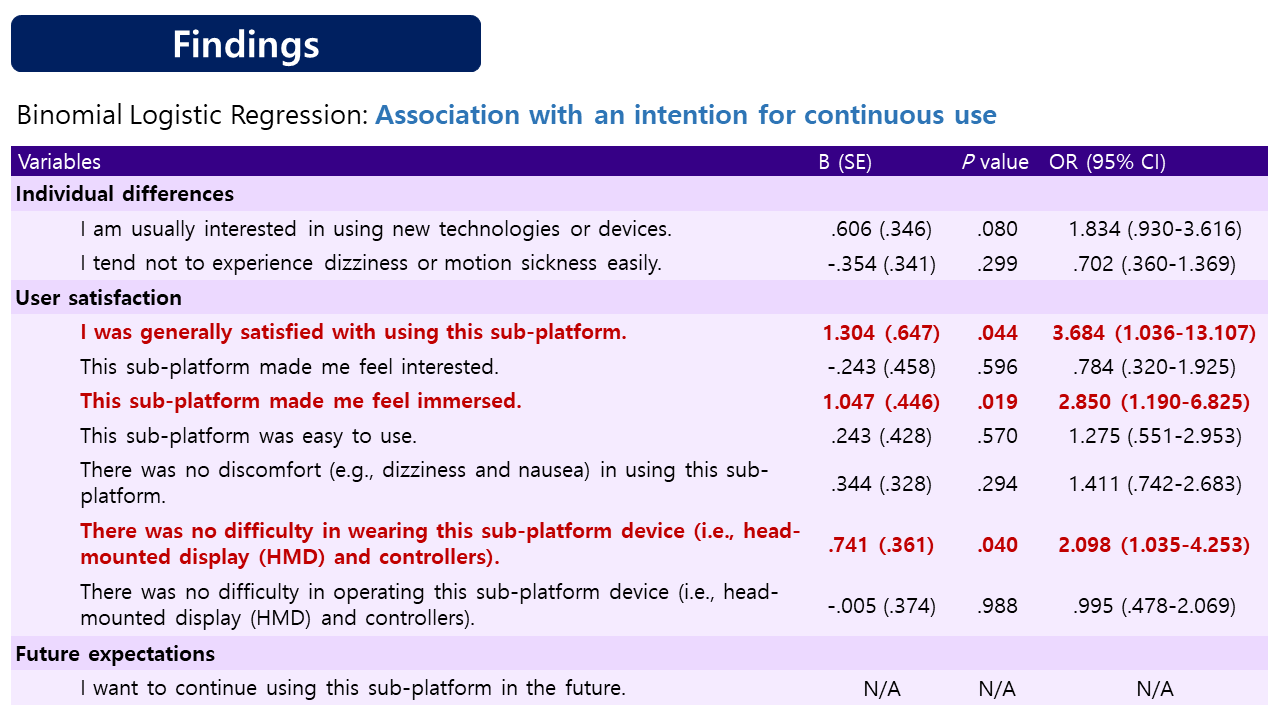 Findings
Binomial Logistic Regression: Association with an intention for continuous use
Variables B (SE) P value OR (95% CI)
Individual differences
I am usually interested in using new technologies or devices. .606 (.346) .080 1.834 (.930-3.616)
I tend not to experience dizziness or motion sickness easily. -.354 (.341) .299 .702 (.360-1.369)
User satisfaction
I was generally satisfied with using this sub-platform. 1.304 (.647) .044 3.684 (1.036-13.107)
This sub-platform made me feel interested. -.243 (.458) .596 .784 (.320-1.925)
This sub-platform made me feel immersed. 1.047 (.446) .019 2.850 (1.190-6.825)
This sub-platform was easy to use. .243 (.428) .570 1.275 (.551-2.953)
There was no discomfort (e.g., dizziness and nausea) in using this sub-
platform. .344 (.328) .294 1.411 (.742-2.683)
There was no difficulty in wearing this sub-platform device (i.e., head-
mounted display (HMD) and controllers). .741 (.361) .040 2.098 (1.035-4.253)
There was no difficulty in operating this sub-platform device (i.e., head-
mounted display (HMD) and controllers). -.005 (.374) .988 .995 (.478-2.069)
Future expectations
I want to continue using this sub-platform in the future. N/A N/A N/A